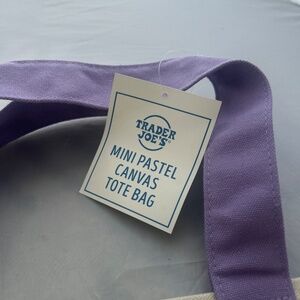 TRADER
JOE'S
MINI PASTEL
CANVAS
TOTE BAG